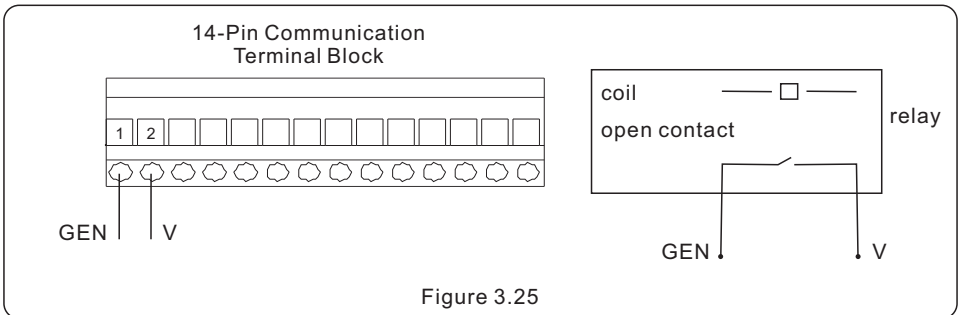 14-Pin Communication
Terminal Block
1 2
GEN V
coil
open contact
relay
GEN V
Figure 3.25